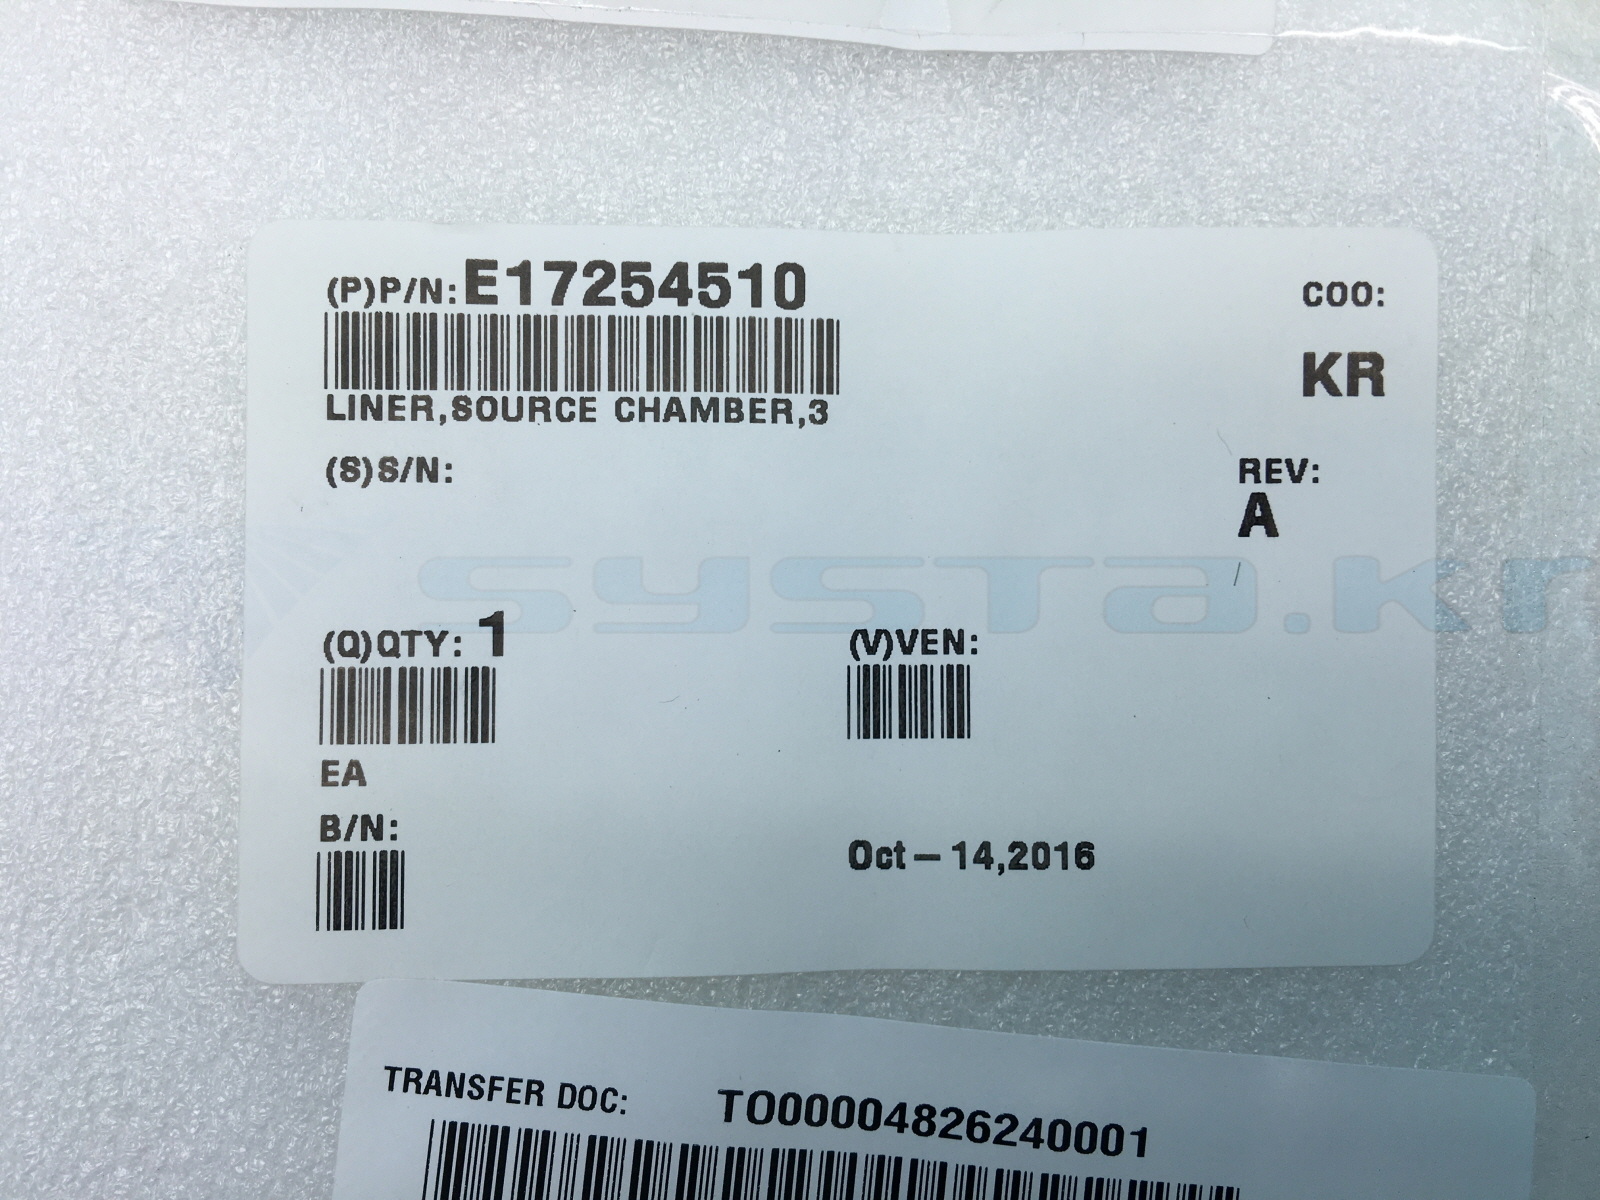 (P)P/N:E17254510
COO:
KR
LINER,SOURCE CHAMBER,3
(S)S/N:
REV:
A
systa.kr
(Q)QTY: 1
(V)VEN:
EA
B/N:
Oct-14,2016
TRANSFER DOC: TO00004826240001